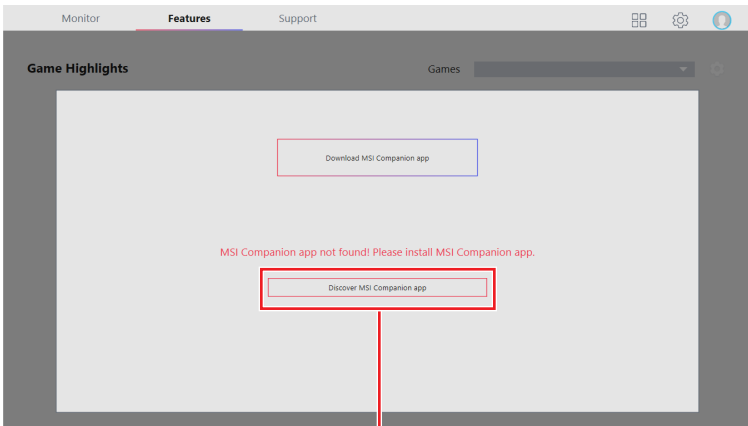 Monitor Features Support
Game Highlights Games
Download MSI Companion app
MSI Companion app not found! Please install MSI Companion app.
Discover MSI Companion app